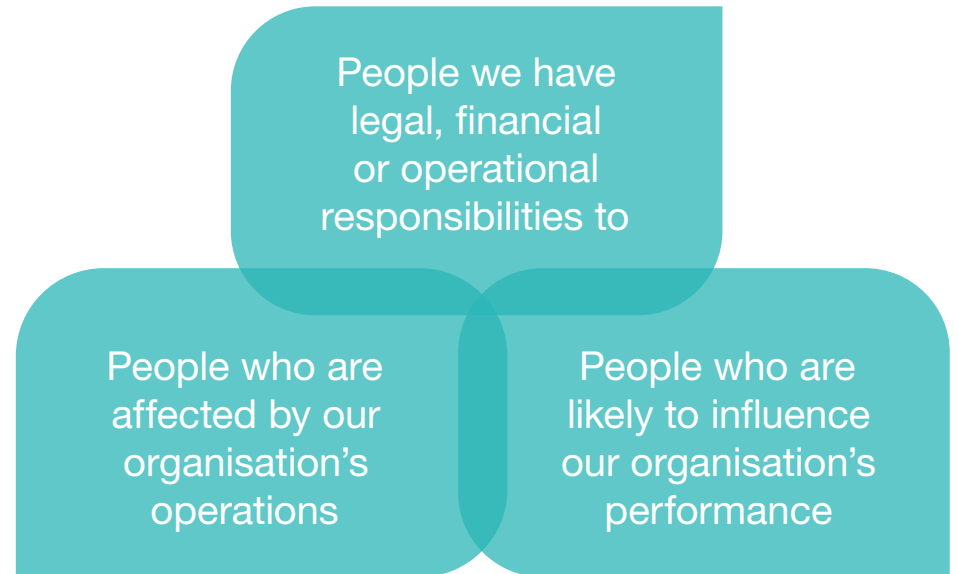 People we have
legal, financial
or operational
responsibilities to
People who are
affected by our
organisation’s
operations
People who are
likely to influence
our organisation’s
performance